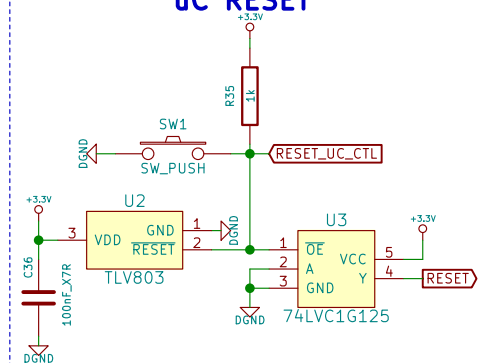 uC RESET
+3.3V
R35
1k
SW1
DGND
SW_PUSH
RESET_UC_CTL
U2
+3.3V
3
VDD
GND
1
RESET
2
DGND
TLV803
C36
100nF_X7R
DGND
U3
+3.3V
1
OE
2
A
3
GND
VCC
5
Y
4
RESET
DGND
74LVC1G125